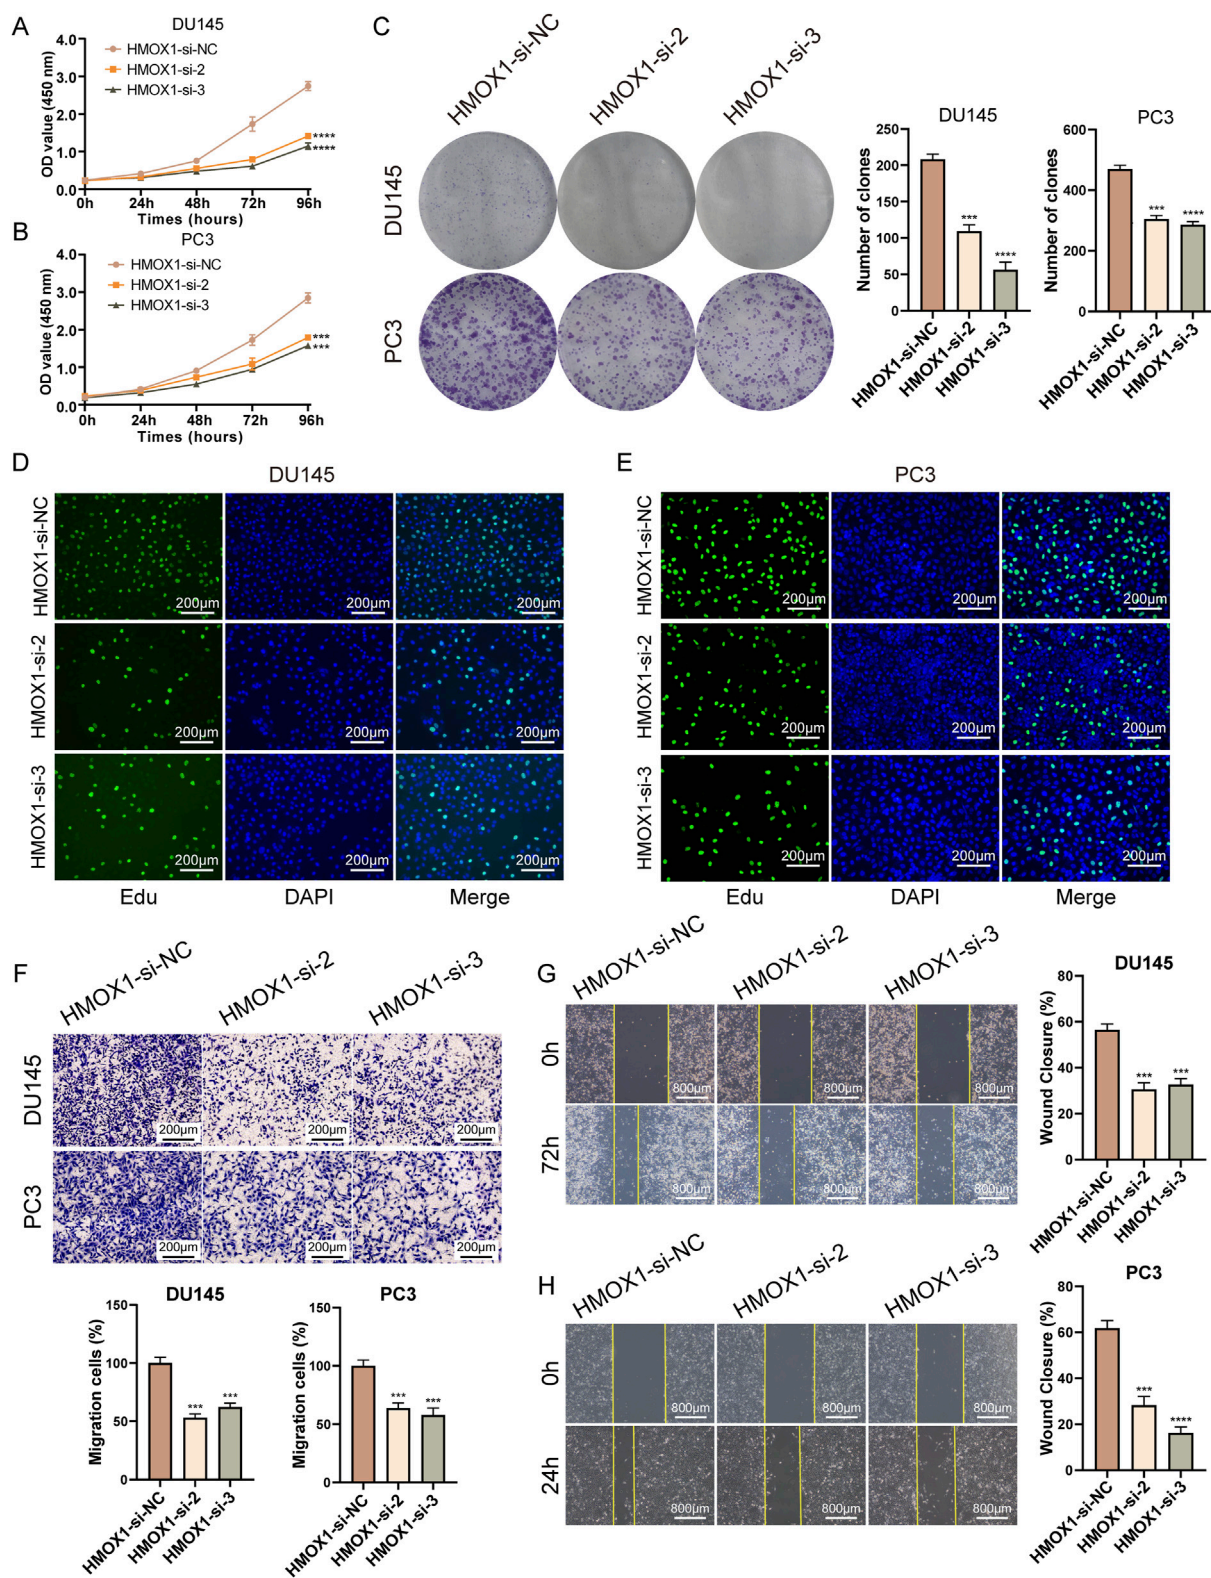 A
DU145
4.0
3.0
2.0
1.0
0.0
OD value (450 nm)
HMOX1-si-NC
HMOX1-si-2
HMOX1-si-3
****
****
0h 24h 48h 72h 96h
Times (hours)
B
PC3
4.0
3.0
2.0
1.0
0.0
OD value (450 nm)
HMOX1-si-NC
HMOX1-si-2
HMOX1-si-3
***
***
0h 24h 48h 72h 96h
Times (hours)
C
HMOX1-si-NC HMOX1-si-2 HMOX1-si-3
DU145
PC3
DU145
250
200
150
100
50
0
Number of clones
***
****
HMOX1-si-NC HMOX1-si-2 HMOX1-si-3
PC3
600
400
200
0
Number of clones
***
****
HMOX1-si-NC HMOX1-si-2 HMOX1-si-3
D
DU145
HMOX1-si-NC
200μm 200μm 200μm
HMOX1-si-2
200μm 200μm 200μm
HMOX1-si-3
200μm 200μm 200μm
Edu DAPI Merge
E
PC3
HMOX1-si-NC
200μm 200μm 200μm
HMOX1-si-2
200μm 200μm 200μm
HMOX1-si-3
200μm 200μm 200μm
Edu DAPI Merge
F
HMOX1-si-NC HMOX1-si-2 HMOX1-si-3
DU145
200μm 200μm 200μm
PC3
200μm 200μm 200μm
DU145
150
100
50
0
Migration cells (%)
***
***
HMOX1-si-NC HMOX1-si-2 HMOX1-si-3
PC3
150
100
50
0
Migration cells (%)
***
***
HMOX1-si-NC HMOX1-si-2 HMOX1-si-3
G
HMOX1-si-NC HMOX1-si-2 HMOX1-si-3
0h
800μm 800μm 800μm
72h
800μm 800μm 800μm
DU145
80
60
40
20
0
Wound Closure (%)
***
***
HMOX1-si-NC HMOX1-si-2 HMOX1-si-3
H
HMOX1-si-NC HMOX1-si-2 HMOX1-si-3
0h
800μm 800μm 800μm
24h
800μm 800μm 800μm
PC3
80
60
40
20
0
Wound Closure (%)
***
****
HMOX1-si-NC HMOX1-si-2 HMOX1-si-3